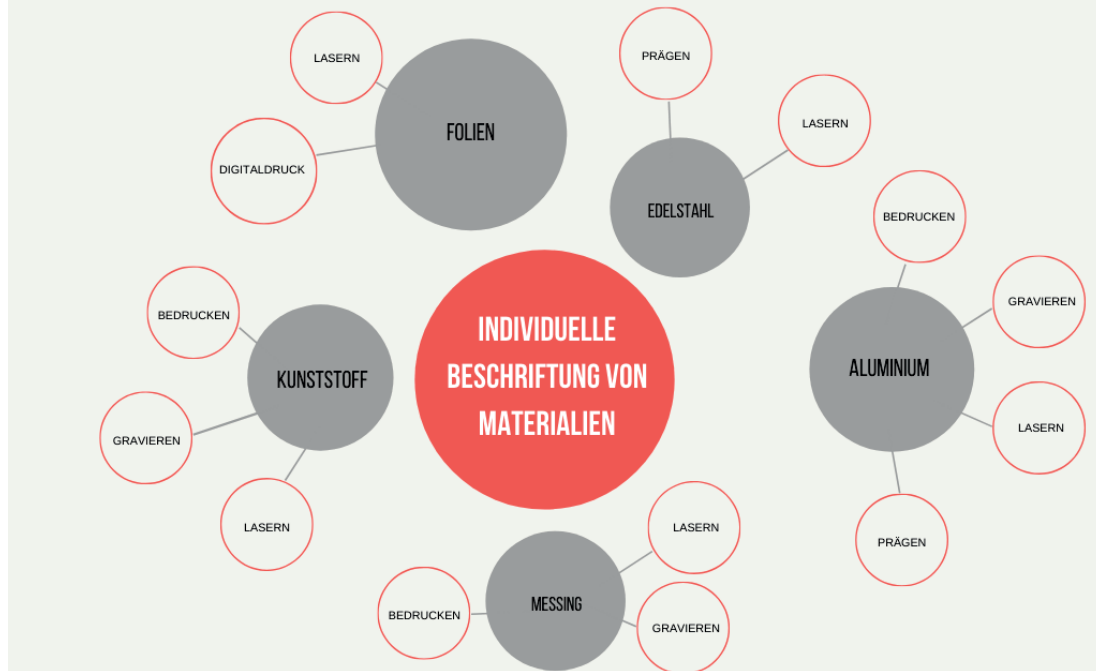 LASERN
DIGITALDRUCK
FOLIEN
PRÄGEN
LASERN
EDELSTAHL
BEDRUCKEN
GRAVIEREN
ALUMINIUM
LASERN
PRÄGEN
INDIVIDUELLE
BESCHRIFTUNG VON
MATERIALIEN
BEDRUCKEN
KUNSTSTOFF
GRAVIEREN
LASERN
LASERN
MESSING
BEDRUCKEN
GRAVIEREN